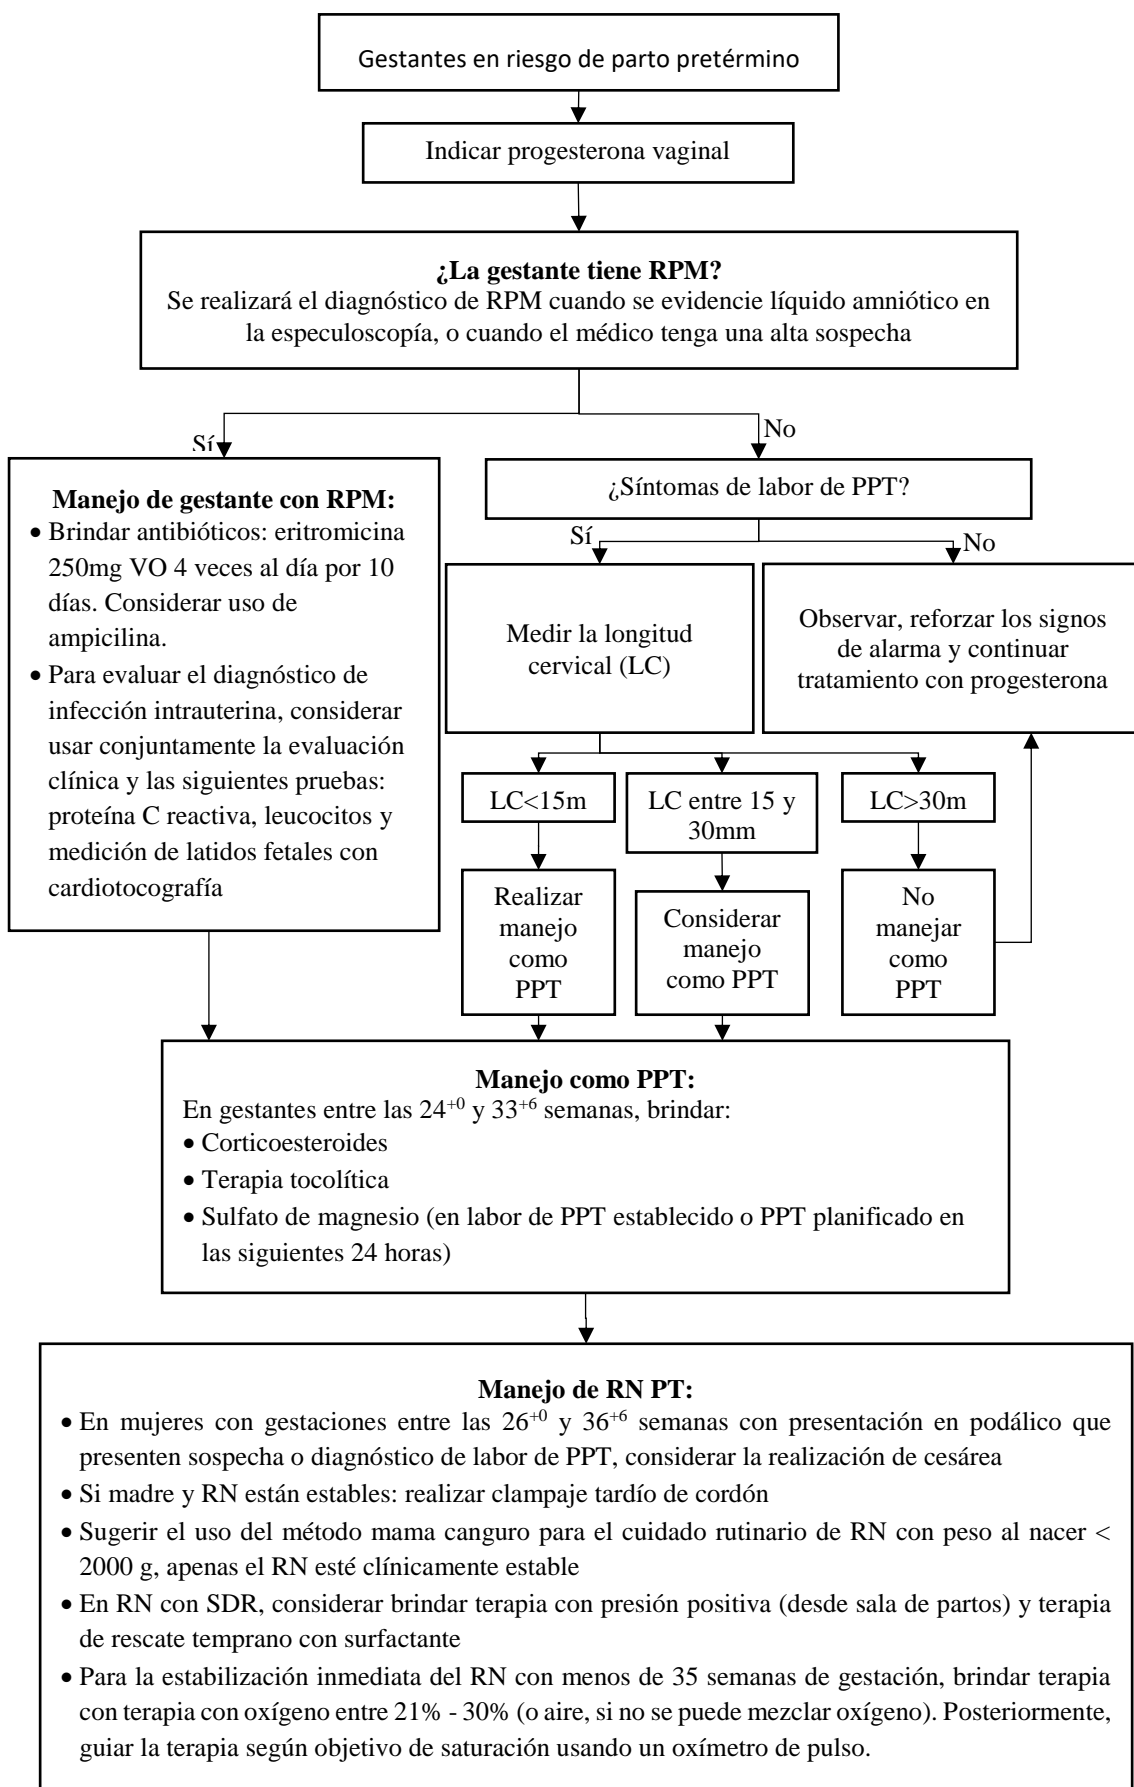 Gestantes en riesgo de parto pretérmino
Indicar progesterona vaginal
¿La gestante tiene RPM?
Se realizará el diagnóstico de RPM cuando se evidencie líquido amniótico en
la especuloscopía, o cuando el médico tenga una alta sospecha
Sí
No
Manejo de gestante con RPM:
• Brindar antibióticos: eritromicina
250mg VO 4 veces al día por 10
días. Considerar uso de
ampicilina.
• Para evaluar el diagnóstico de
infección intrauterina, considerar
usar conjuntamente la evaluación
clínica y las siguientes pruebas:
proteína C reactiva, leucocitos y
medición de latidos fetales con
cardiotocografía
¿Síntomas de labor de PPT?
Sí
No
Medir la longitud
cervical (LC)
Observar, reforzar los signos
de alarma y continuar
tratamiento con progesterona
LC<15m
LC entre 15 y
30mm
LC>30m
Realizar
manejo
como
PPT
Considerar
manejo
como PPT
No
manejar
como
PPT
Manejo como PPT:
En gestantes entre las 24⁺⁰ y 33⁺⁶ semanas, brindar:
• Corticoesteroides
• Terapia tocolítica
• Sulfato de magnesio (en labor de PPT establecido o PPT planificado en
las siguientes 24 horas)
Manejo de RN PT:
• En mujeres con gestaciones entre las 26⁺⁰ y 36⁺⁶ semanas con presentación en podálico que
presenten sospecha o diagnóstico de labor de PPT, considerar la realización de cesárea
• Si madre y RN están estables: realizar clampaje tardío de cordón
• Sugerir el uso del método mama canguro para el cuidado rutinario de RN con peso al nacer <
2000 g, apenas el RN esté clínicamente estable
• En RN con SDR, considerar brindar terapia con presión positiva (desde sala de partos) y terapia
de rescate temprano con surfactante
• Para la estabilización inmediata del RN con menos de 35 semanas de gestación, brindar terapia
con terapia con oxígeno entre 21% - 30% (o aire, si no se puede mezclar oxígeno). Posteriormente,
guiar la terapia según objetivo de saturación usando un oxímetro de pulso.